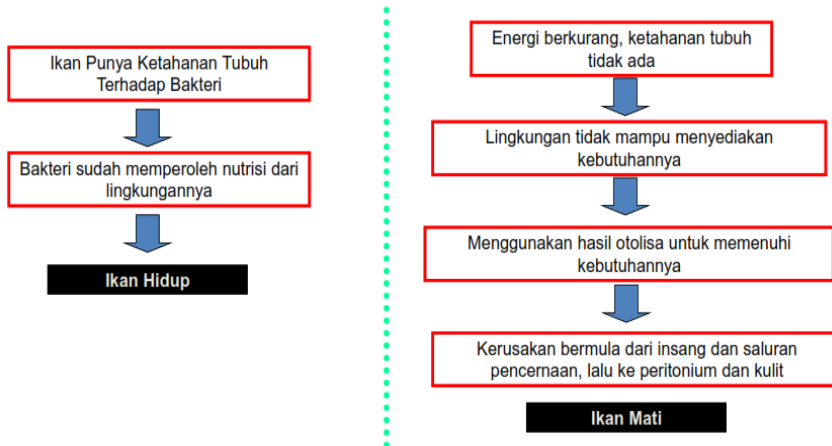 Ikan Punya Ketahanan Tubuh
Terhadap Bakteri
Bakteri sudah memperoleh nutrisi dari
lingkungannya
Ikan Hidup
Energi berkurang, ketahanan tubuh
tidak ada
Lingkungan tidak mampu menyediakan
kebutuhannya
Menggunakan hasil otolisa untuk memenuhi
kebutuhannya
Kerusakan bermula dari insang dan saluran
pencernaan, lalu ke peritonium dan kulit
Ikan Mati